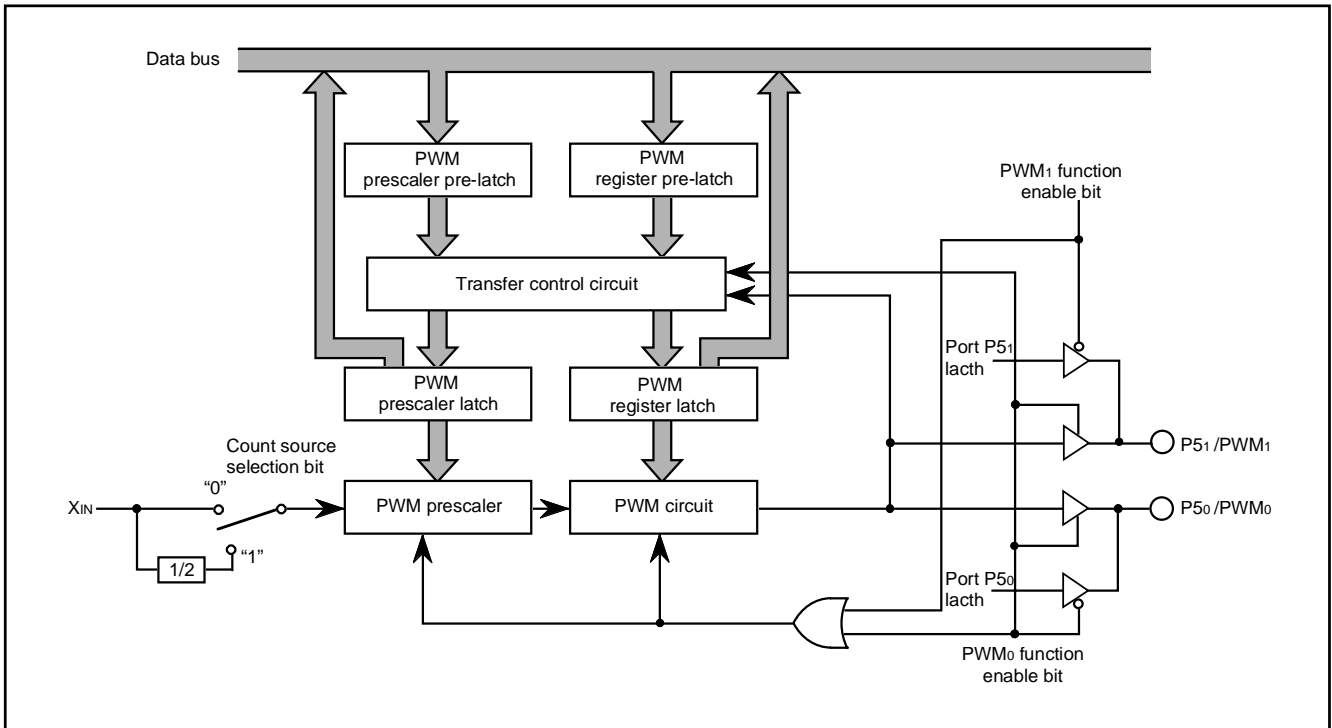 Data bus
PWM
prescaler pre-latch
PWM
register pre-latch
PWM1 function
enable bit
Transfer control circuit
Port P51
lacth
PWM
prescaler latch
PWM
register latch
Count source
selection bit
P51 /PWM1
“0”
XIN
PWM prescaler
PWM circuit
P50 /PWM0
“1”
1/2
Port P50
lacth
PWM0 function
enable bit